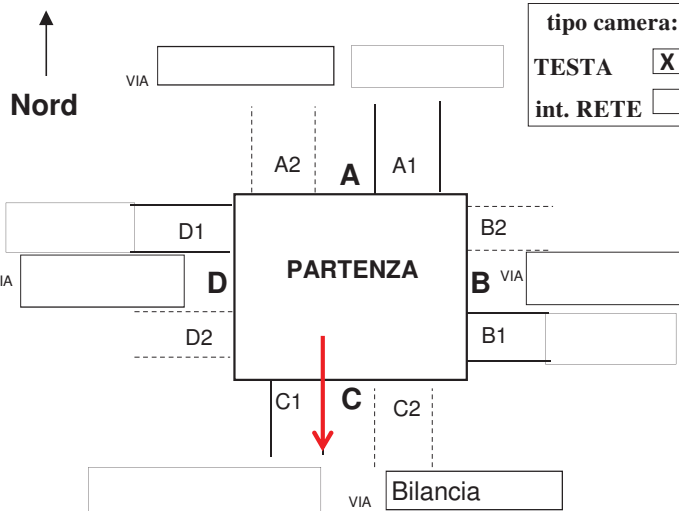 tipo camera:
VIA
TESTA X
Nord
int. RETE
A2 A A1
D1 B2
PARTENZA
VIA D B VIA
D2 B1
C1 C C2
VIA Bilancia